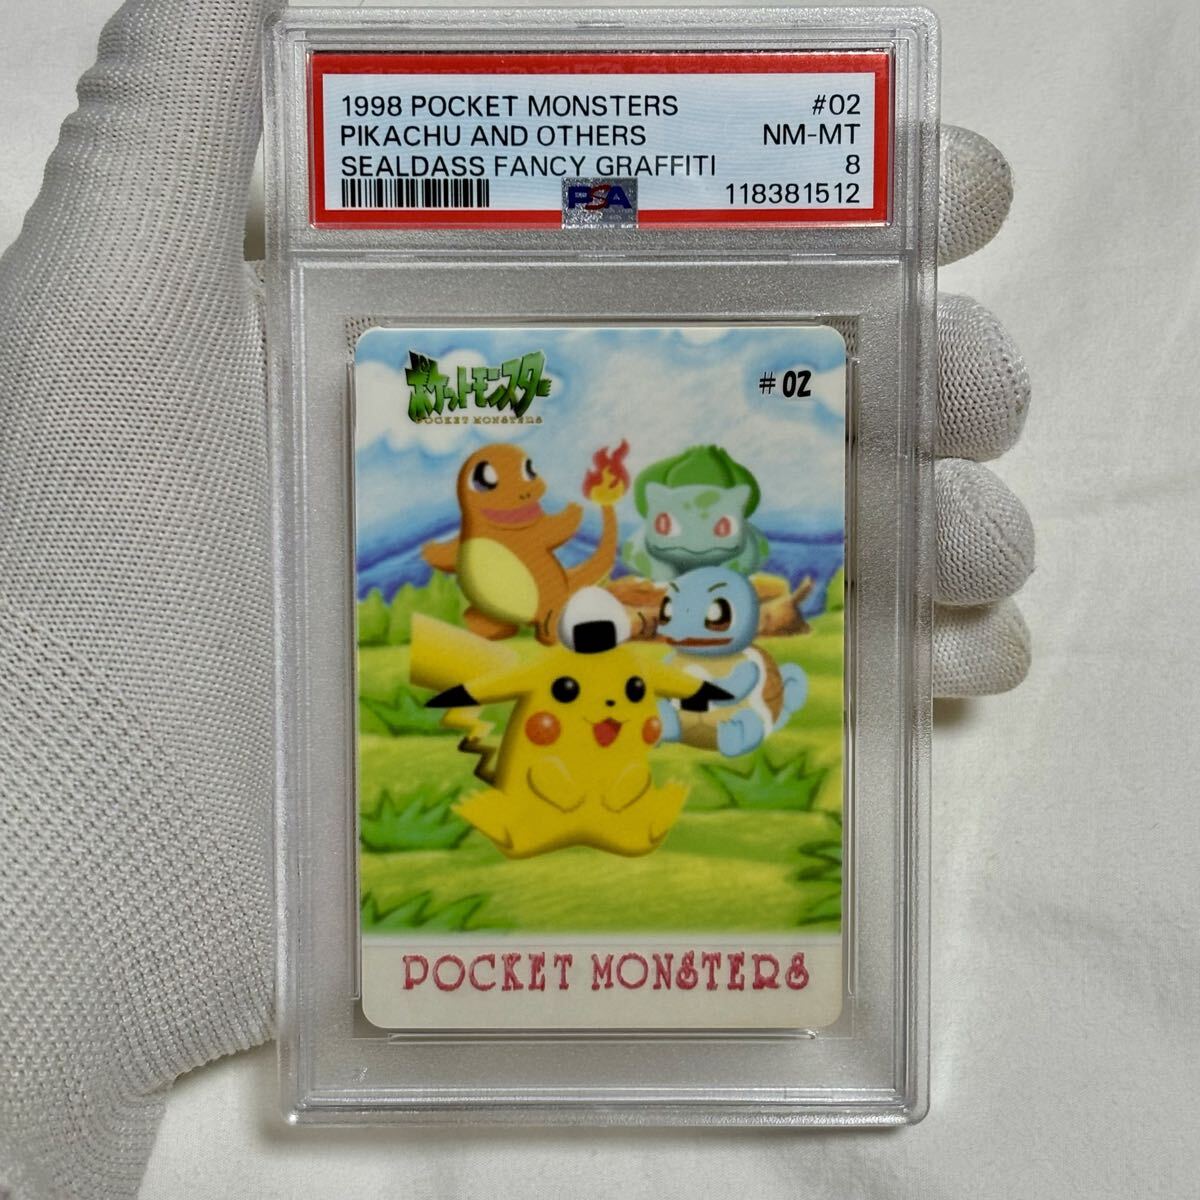 1998 POCKET MONSTERS #02
PIKACHU AND OTHERS NM-MT
SEALDASS FANCY GRAFFITI 8
PSA 118381512
ポケットモンスター
POCKET MONSTERS
# 02
POCKET MONSTERS